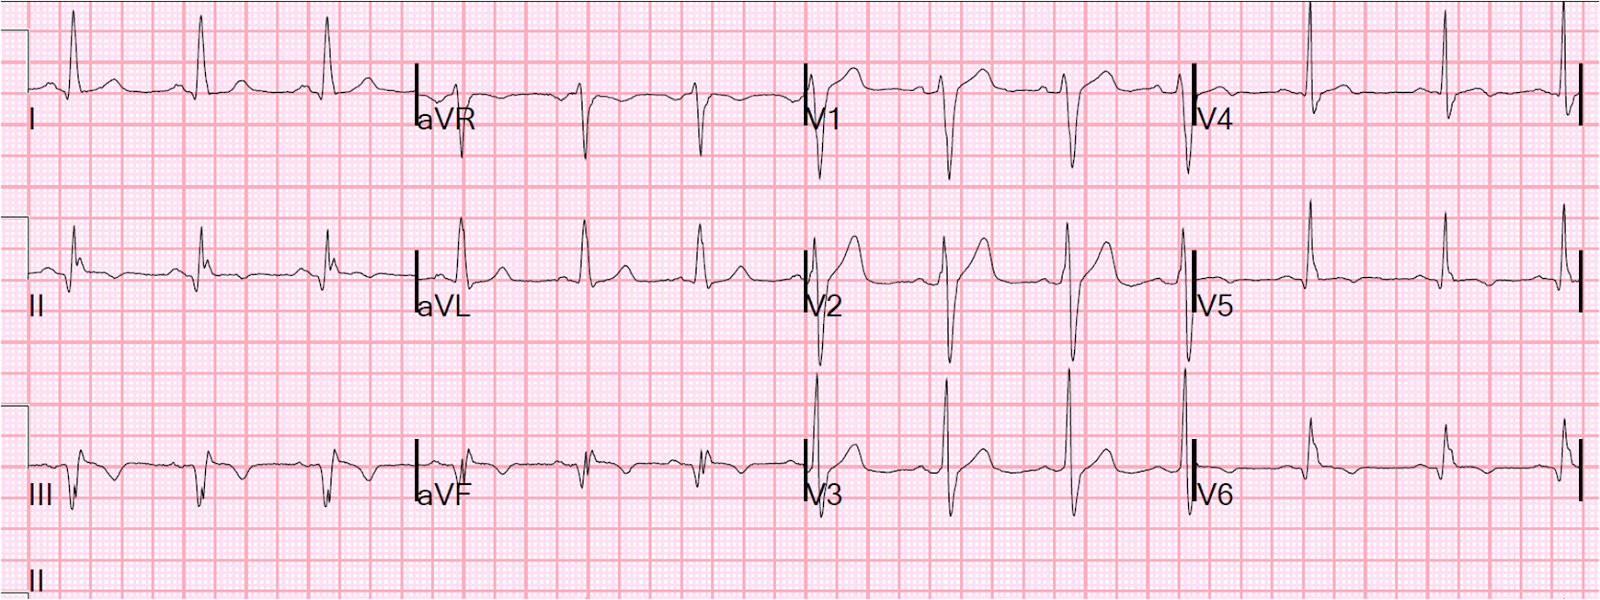 I aVR V1 V4
II aVL V2 V5
III aVF V3 V6
II